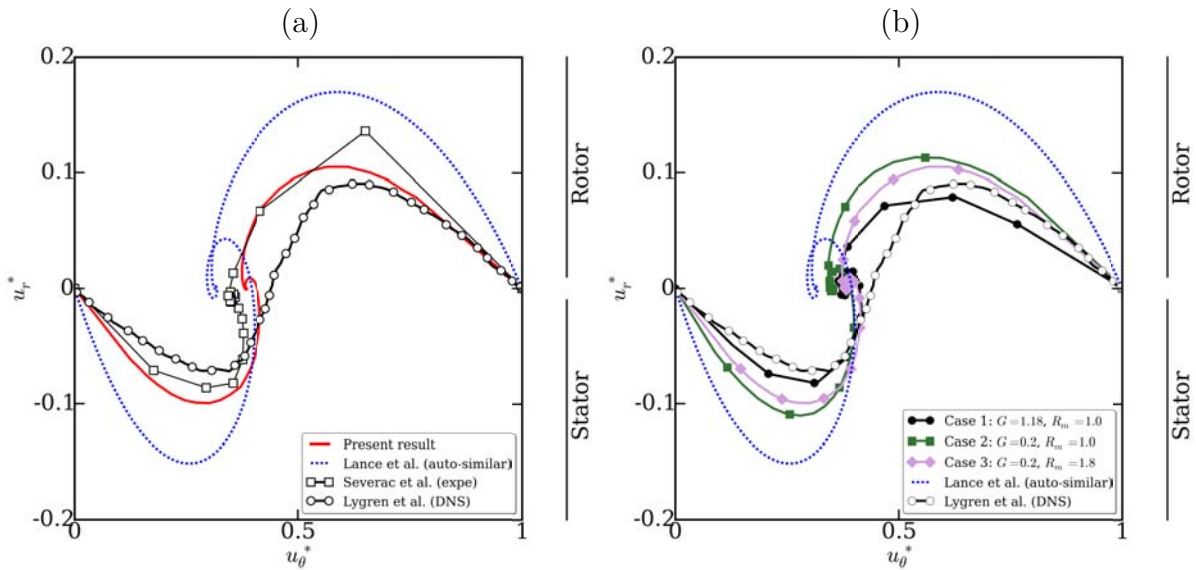 (a)
0.2
0.1
0
-0.1
-0.2
u_r*
0
0.5
1
u_θ*
Present result
Lance et al. (auto-similar)
Severac et al. (expe)
Lygren et al. (DNS)
Rotor
Stator
(b)
0.2
0.1
0
-0.1
-0.2
u_r*
0
0.5
1
u_θ*
Case 1: G=1.18, R_m =1.0
Case 2: G=0.2, R_m =1.0
Case 3: G=0.2, R_m =1.8
Lance et al. (auto-similar)
Lygren et al. (DNS)
Rotor
Stator